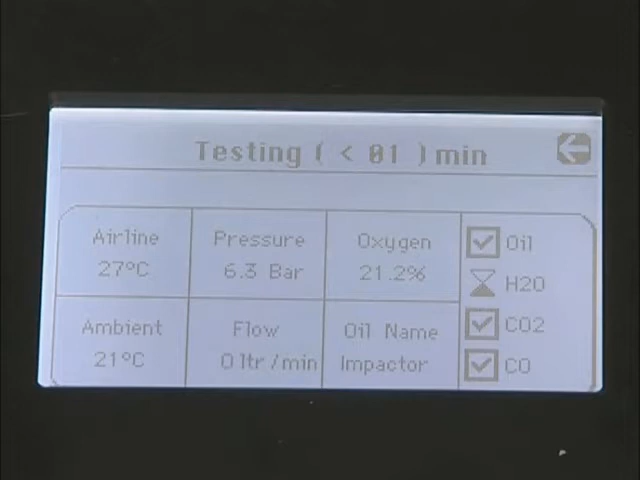 Testing ( < 01 ) min
Airline
27°C
Pressure
6.3 Bar
Oxygen
21.2%
Ambient
21°C
Flow
0 ltr/min
Oil Name
Impactor
Oil
H2O
CO2
CO